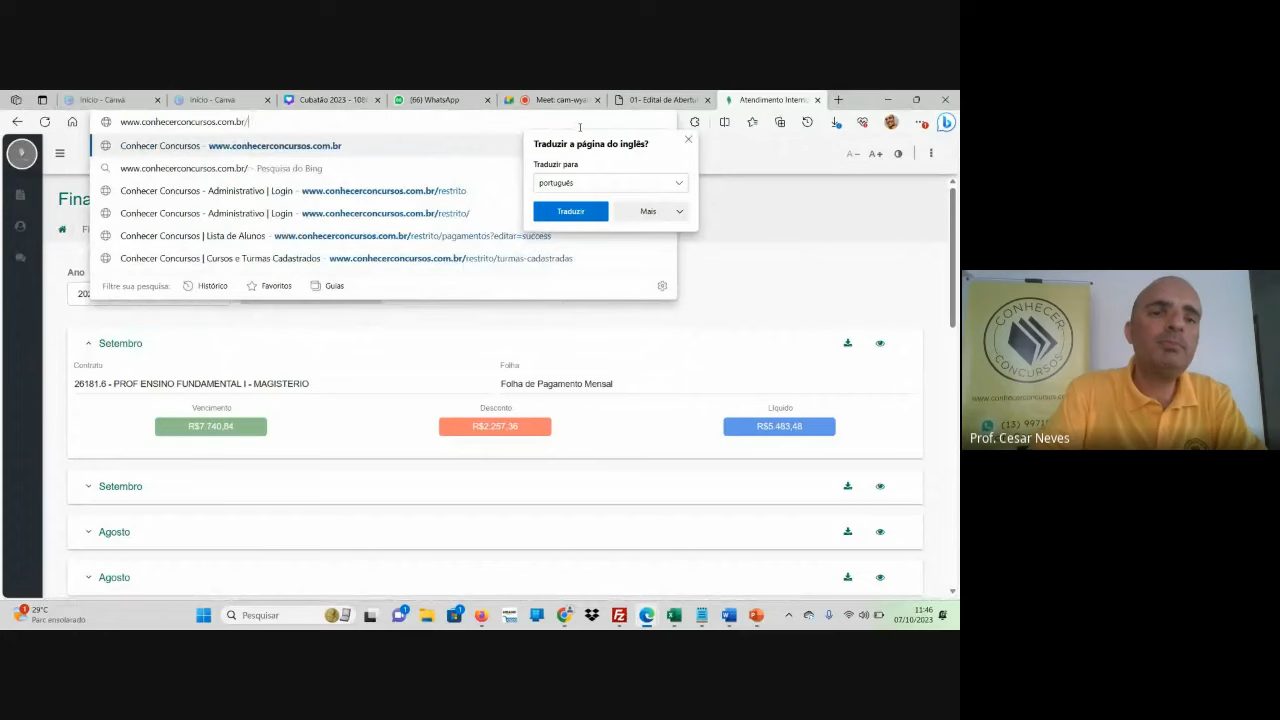 Início - Canva
Início - Canva
Cubatão 2023 - 108
(66) WhatsApp
Meet: cam-wya
01- Edital de Abertu
Atendimento Interno
www.conhecerconcursos.com.br/
Conhecer Concursos - www.conhecerconcursos.com.br
www.conhecerconcursos.com.br/ - Pesquisa do Bing
Conhecer Concursos - Administrativo | Login - www.conhecerconcursos.com.br/restrito
Conhecer Concursos - Administrativo | Login - www.conhecerconcursos.com.br/restrito/
Conhecer Concursos | Lista de Alunos - www.conhecerconcursos.com.br/restrito/pagamentos?editar=success
Conhecer Concursos | Cursos e Turmas Cadastrados - www.conhecerconcursos.com.br/restrito/turmas-cadastradas
Filtre sua pesquisa: Histórico Favoritos Guias
Traduzir a página do inglês?
Traduzir para
português
Traduzir
Mais
A- A+
Fina
Ano
202
Setembro
Contrato
Folha
26181.6 - PROF ENSINO FUNDAMENTAL I - MAGISTERIO
Folha de Pagamento Mensal
Vencimento
Desconto
Líquido
R$7.740,84
R$2.257,36
R$5.483,48
Setembro
Agosto
Agosto
29°C
Parc ensolarado
Pesquisar
11:46
07/10/2023
CONHECER
CONCURSOS
Prof. Cesar Neves